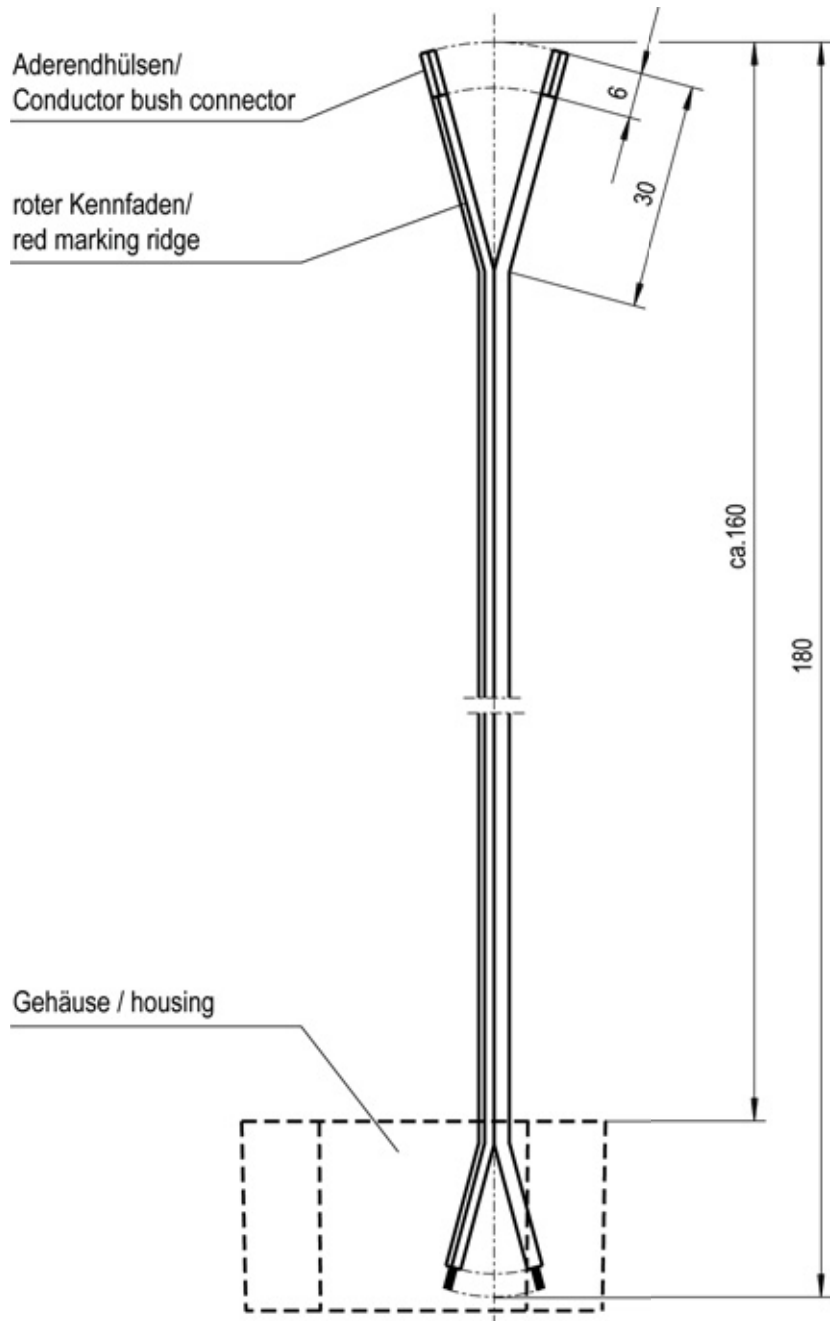 Aderendhülsen/
Conductor bush connector
6
30
roter Kennfaden/
red marking ridge
ca.160
180
Gehäuse / housing